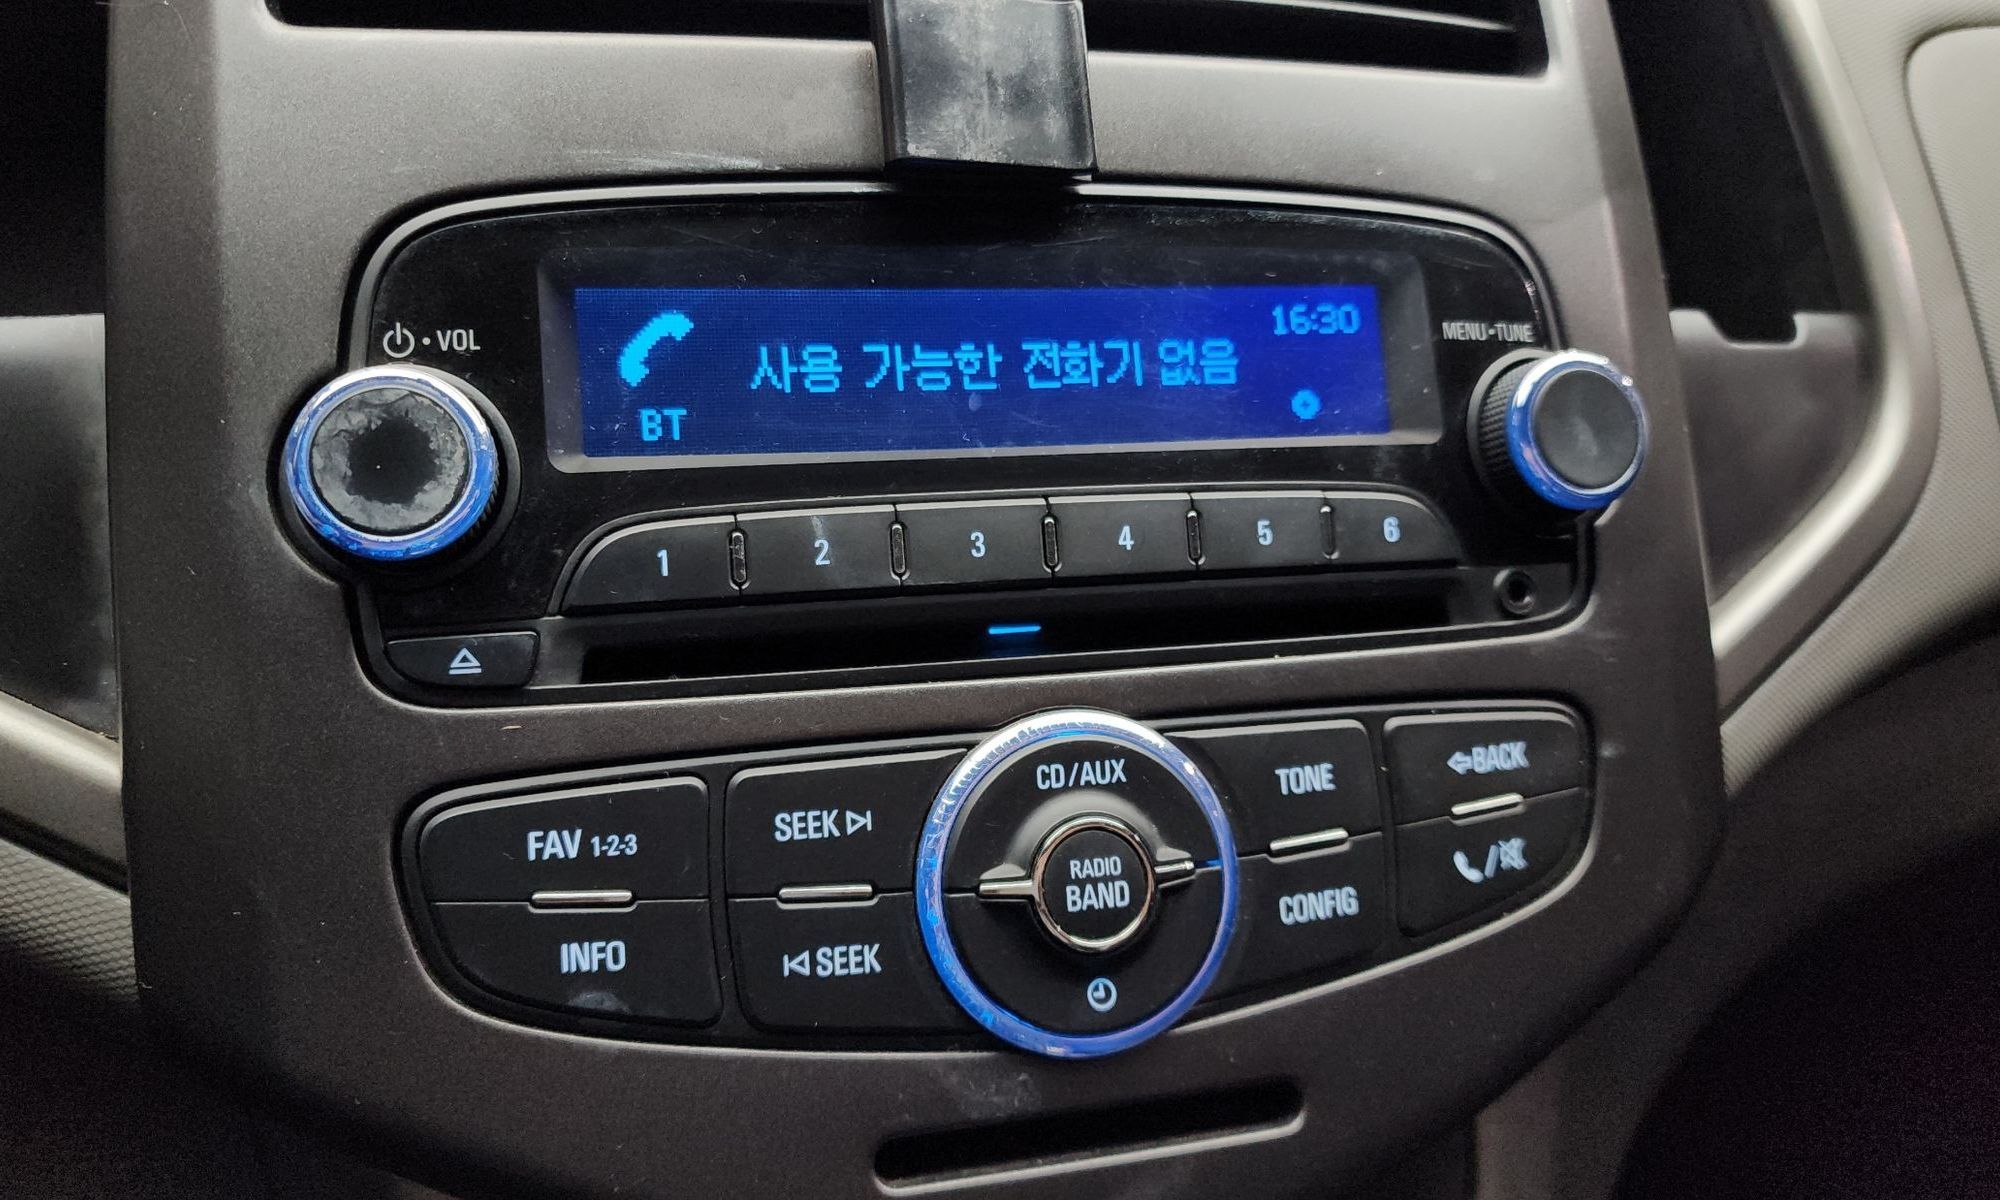 ⏻•VOL
16:30
MENU•TUNE
사용 가능한 전화기 없음
BT
1 2 3 4 5 6
CD/AUX
FAV 1-2-3
SEEK
TONE
BACK
RADIO
BAND
INFO
SEEK
CONFIG